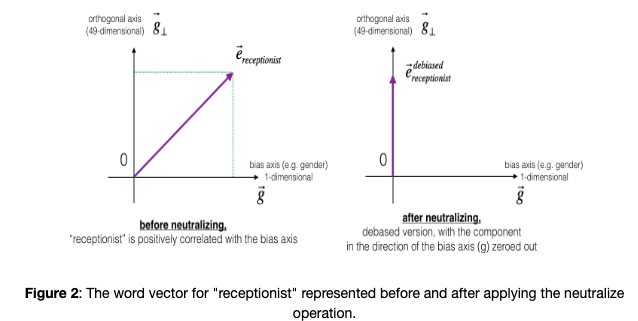 orthogonal axis
(49-dimensional) g⃗⊥
e⃗receptionist
0
bias axis (e.g. gender)
1-dimensional
g⃗
before neutralizing,
"receptionist" is positively correlated with the bias axis
orthogonal axis
(49-dimensional) g⃗⊥
e⃗debiased receptionist
0
bias axis (e.g. gender)
1-dimensional
g⃗
after neutralizing,
debased version, with the component
in the direction of the bias axis (g) zeroed out
Figure 2: The word vector for "receptionist" represented before and after applying the neutralize
operation.